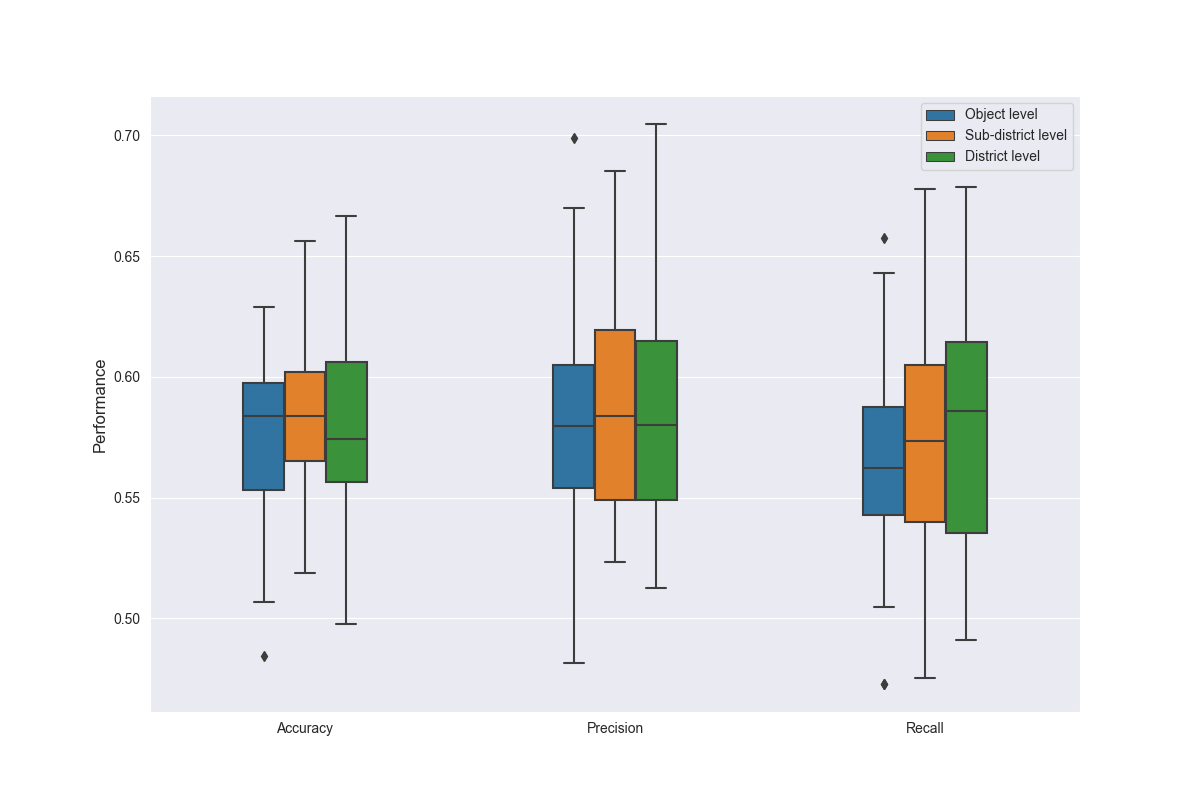 Object level
Sub-district level
District level
0.70
0.65
0.60
0.55
0.50
Performance
Accuracy
Precision
Recall